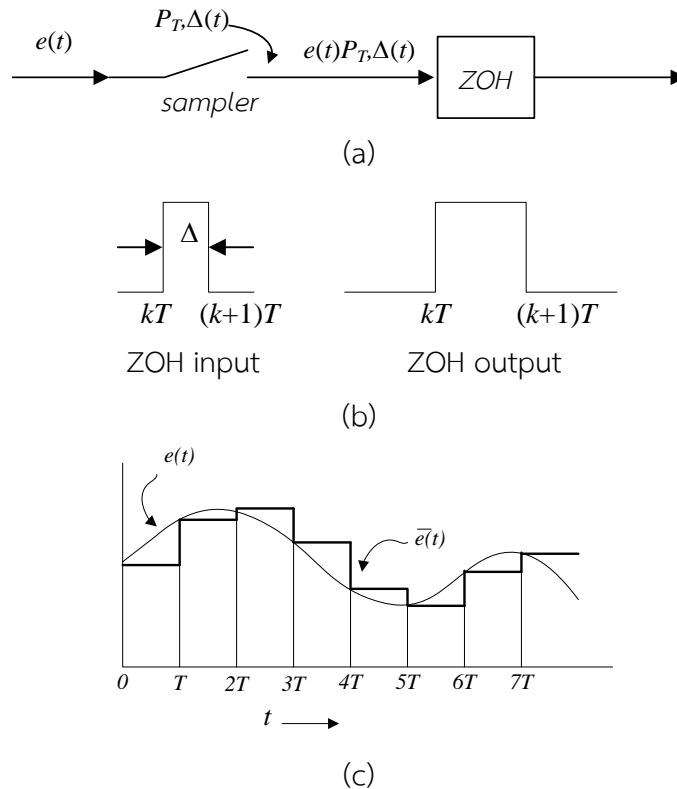 P_T,Δ(t)
e(t)
e(t)P_T,Δ(t)
ZOH
sampler
(a)
Δ
kT (k+1)T kT (k+1)T
ZOH input ZOH output
(b)
e(t)
e̅(t)
0 T 2T 3T 4T 5T 6T 7T
t
(c)